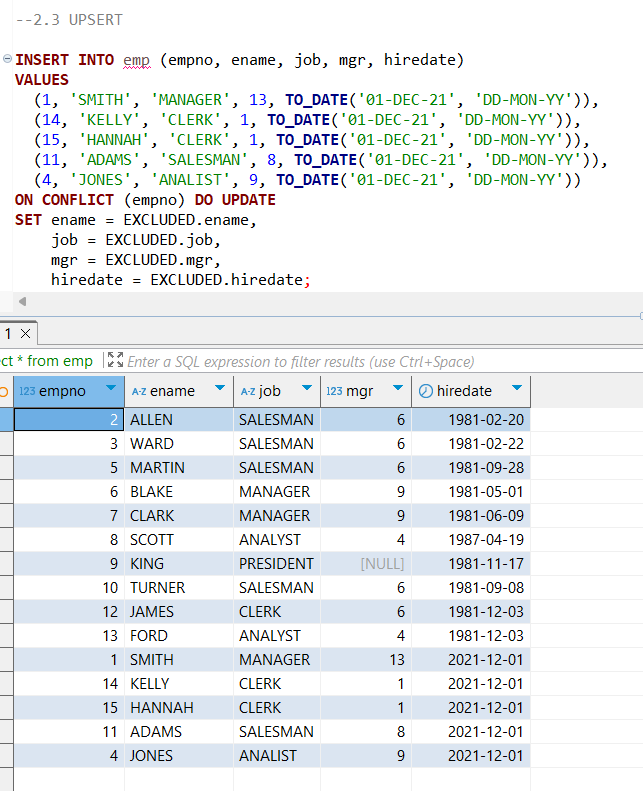 --2.3 UPSERT
INSERT INTO emp (empno, ename, job, mgr, hiredate)
VALUES
(1, 'SMITH', 'MANAGER', 13, TO_DATE('01-DEC-21', 'DD-MON-YY')),
(14, 'KELLY', 'CLERK', 1, TO_DATE('01-DEC-21', 'DD-MON-YY')),
(15, 'HANNAH', 'CLERK', 1, TO_DATE('01-DEC-21', 'DD-MON-YY')),
(11, 'ADAMS', 'SALESMAN', 8, TO_DATE('01-DEC-21', 'DD-MON-YY')),
(4, 'JONES', 'ANALIST', 9, TO_DATE('01-DEC-21', 'DD-MON-YY'))
ON CONFLICT (empno) DO UPDATE
SET ename = EXCLUDED.ename,
job = EXCLUDED.job,
mgr = EXCLUDED.mgr,
hiredate = EXCLUDED.hiredate;
1
ct * from emp Enter a SQL expression to filter results (use Ctrl+Space)
123 empno A-Z ename A-Z job 123 mgr hiredate
2 ALLEN SALESMAN 6 1981-02-20
3 WARD SALESMAN 6 1981-02-22
5 MARTIN SALESMAN 6 1981-09-28
6 BLAKE MANAGER 9 1981-05-01
7 CLARK MANAGER 9 1981-06-09
8 SCOTT ANALYST 4 1987-04-19
9 KING PRESIDENT [NULL] 1981-11-17
10 TURNER SALESMAN 6 1981-09-08
12 JAMES CLERK 6 1981-12-03
13 FORD ANALYST 4 1981-12-03
1 SMITH MANAGER 13 2021-12-01
14 KELLY CLERK 1 2021-12-01
15 HANNAH CLERK 1 2021-12-01
11 ADAMS SALESMAN 8 2021-12-01
4 JONES ANALIST 9 2021-12-01